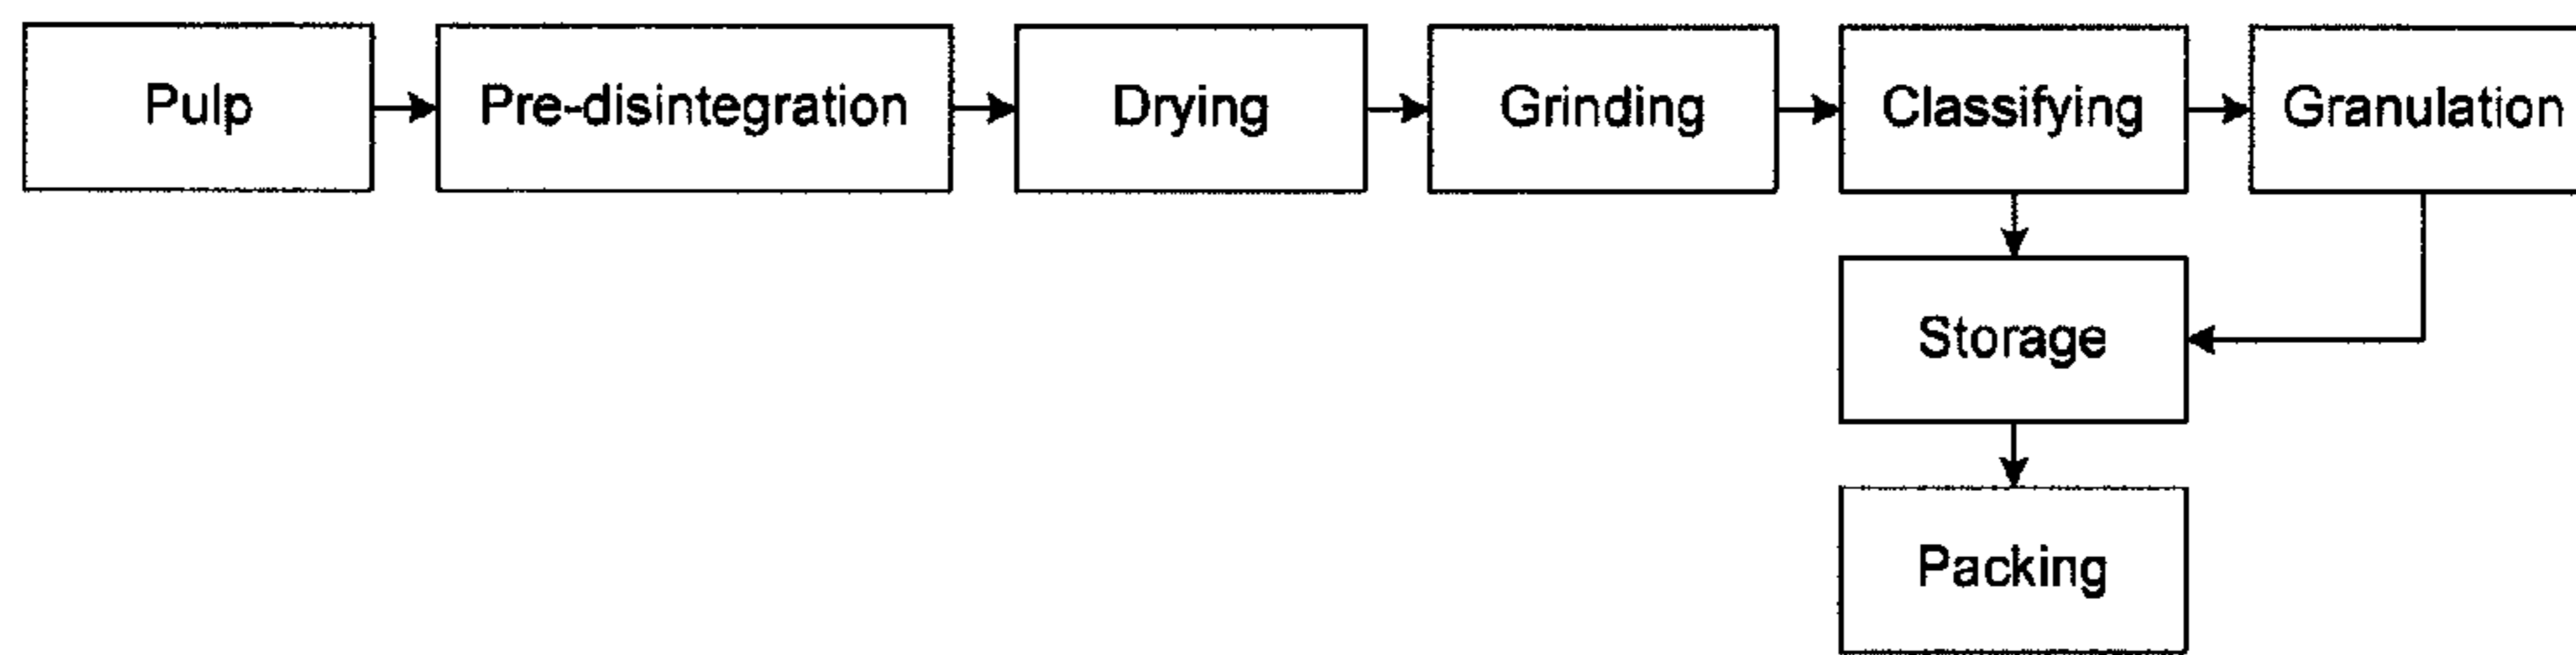 Pulp
Pre-disintegration
Drying
Grinding
Classifying
Granulation
Storage
Packing